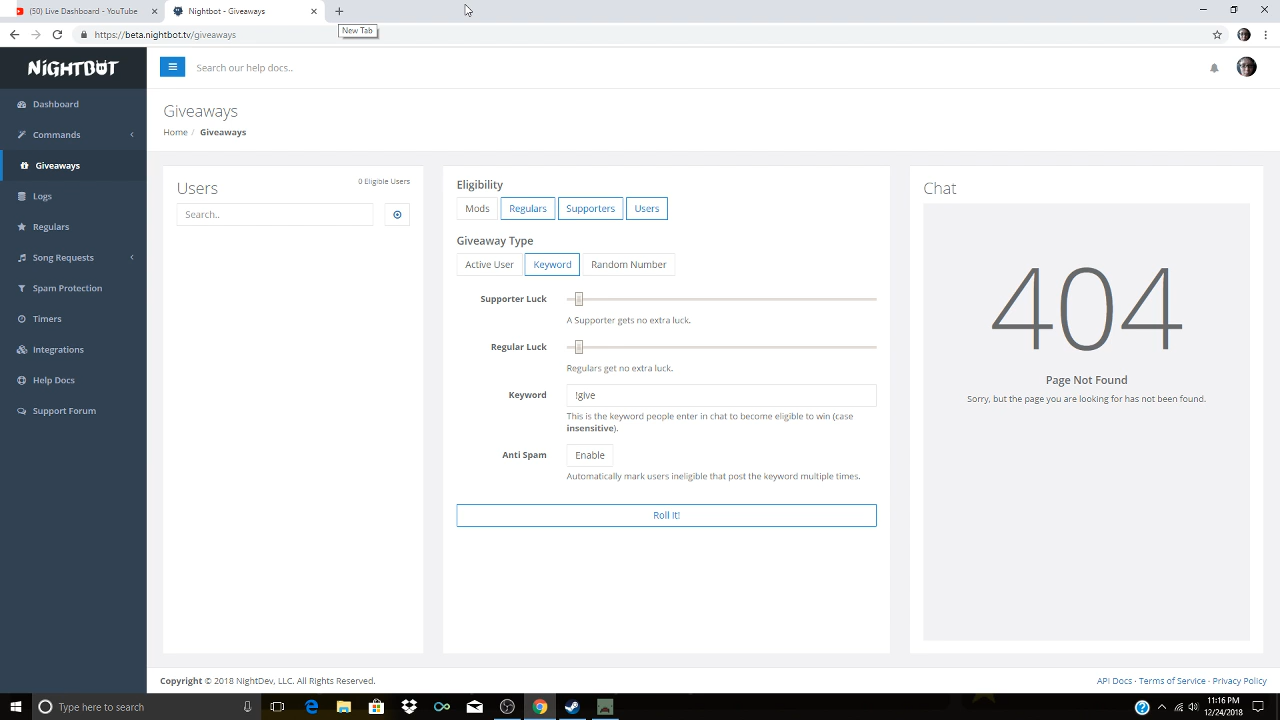 (50) Live Dashboard - YouTube
Nightbot - Giveaways
New Tab
https://beta.nightbot.tv/giveaways
NiGHTBOT
Search our help docs..
Dashboard
Commands
Giveaways
Logs
Regulars
Song Requests
Spam Protection
Timers
Integrations
Help Docs
Support Forum
Giveaways
Home / Giveaways
Users
0 Eligible Users
Search..
Eligibility
Mods
Regulars
Supporters
Users
Giveaway Type
Active User
Keyword
Random Number
Supporter Luck
A Supporter gets no extra luck.
Regular Luck
Regulars get no extra luck.
Keyword
!give
This is the keyword people enter in chat to become eligible to win (case
insensitive).
Anti Spam
Enable
Automatically mark users ineligible that post the keyword multiple times.
Roll It!
Chat
404
Page Not Found
Sorry, but the page you are looking for has not been found.
Copyright © 2018 NightDev, LLC. All Rights Reserved.
API Docs · Terms of Service · Privacy Policy
Type here to search
11:16 PM
12/24/2018